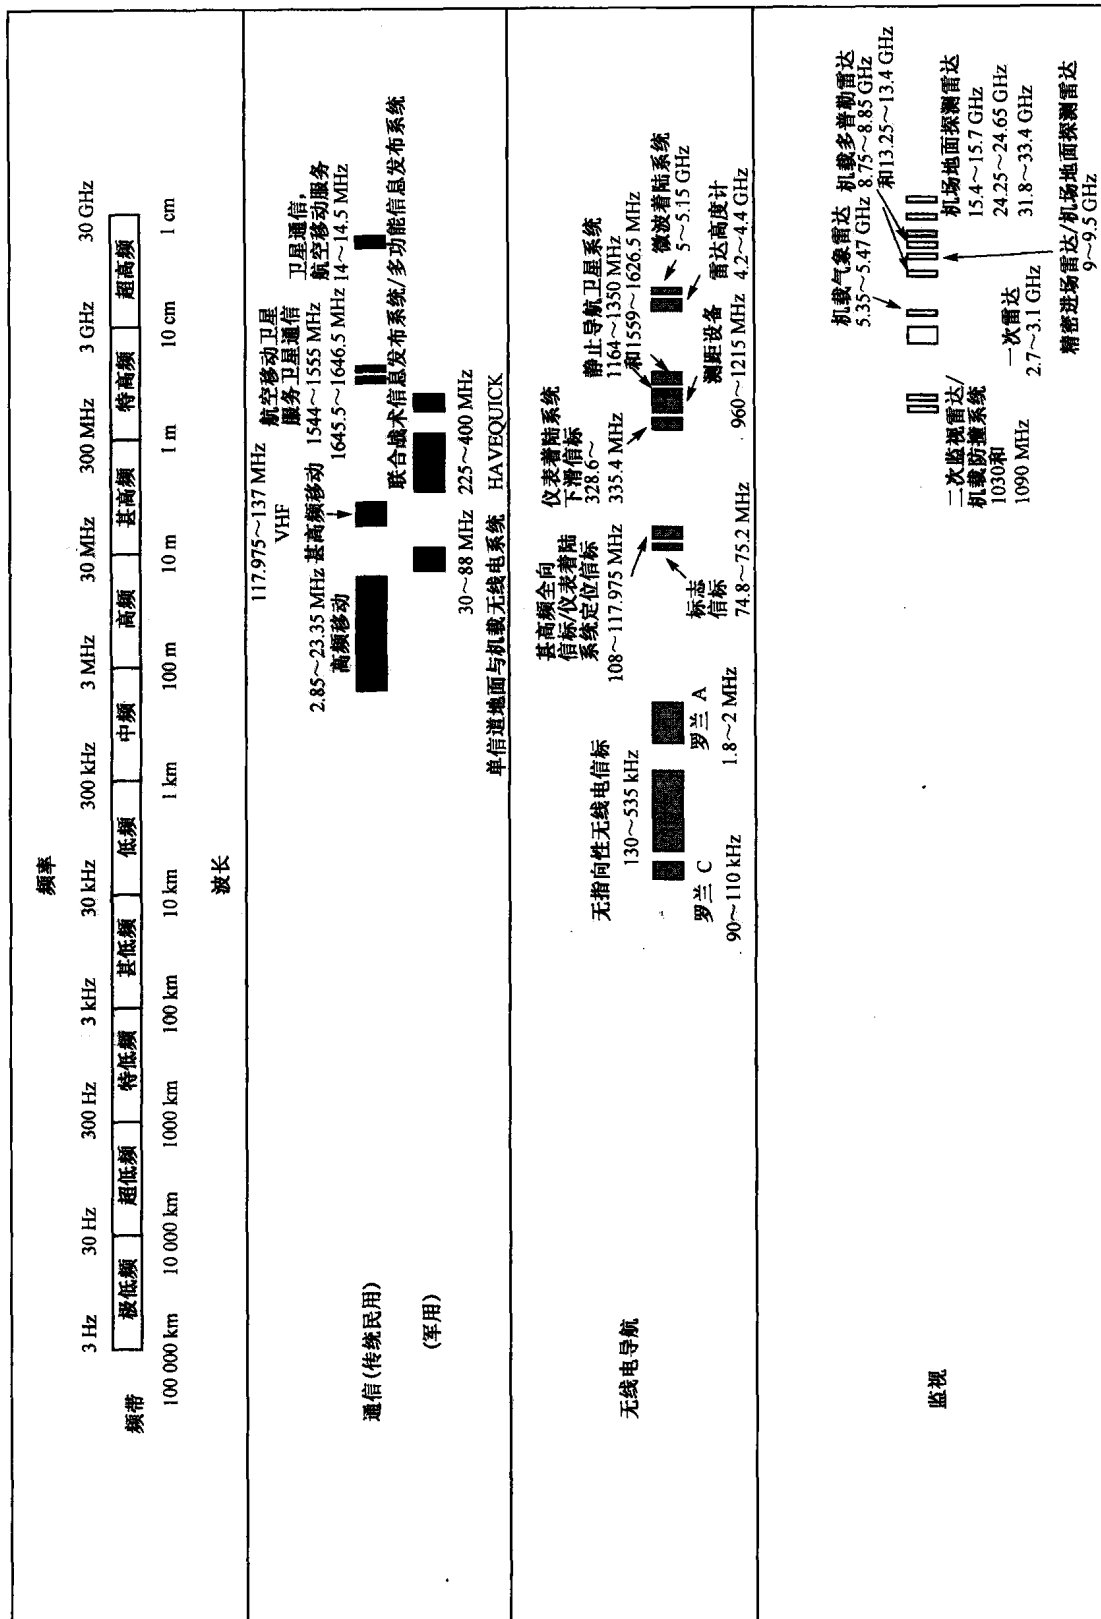 频率
3 Hz
30 Hz
300 Hz
3 kHz
30 kHz
300 kHz
3 MHz
30 MHz
300 MHz
3 GHz
30 GHz
频带
极低频
超低频
特低频
甚低频
低频
中频
高频
甚高频
特高频
超高频
100 000 km
10 000 km
1000 km
100 km
10 km
1 km
100 m
10 m
1 m
10 cm
1 cm
波长
通信(传统民用)
(军用)
117.975～137 MHz
VHF
2.85～23.35 MHz 甚高频移动
高频移动
航空移动卫星
服务卫星通信
1544～1555 MHz
1645.5～1646.5 MHz
卫星通信，
航空移动服务
14～14.5 MHz
联合战术信息发布系统/多功能信息发布系统
30～88 MHz
225～400 MHz
单信道地面与机载无线电系统
HAVEQUICK
无线电导航
无指向性无线电信标
130～535 kHz
罗兰 C
90～110 kHz
罗兰 A
1.8～2 MHz
甚高频全向
信标/仪表着陆
系统定位信标
108～117.975 MHz
标志
信标
74.8～75.2 MHz
仪表着陆系统
下滑信标
328.6～
335.4 MHz
静止导航卫星系统
1164～1350 MHz
和1559～1626.5 MHz
测距设备
960～1215 MHz
微波着陆系统
5～5.15 GHz
雷达高度计
4.2～4.4 GHz
监视
二次监视雷达/
机载防撞系统
1030和
1090 MHz
一次雷达
2.7～3.1 GHz
机载气象雷达
5.35～5.47 GHz
机载多普勒雷达
8.75～8.85 GHz
和13.25～13.4 GHz
机场地面探测雷达
15.4～15.7 GHz
24.25～24.65 GHz
31.8～33.4 GHz
精密进场雷达/机场地面探测雷达
9～9.5 GHz